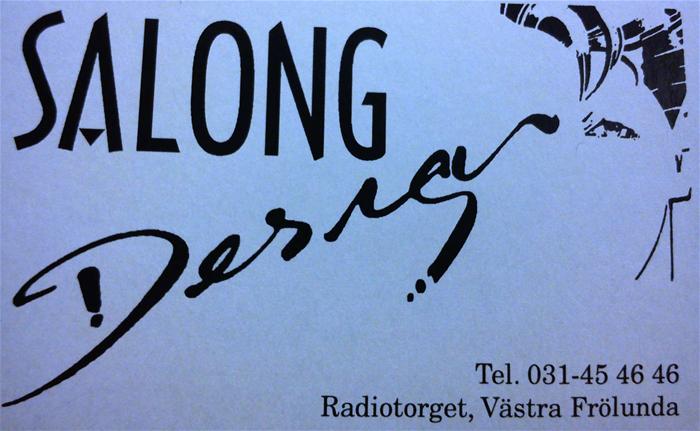 SALONG
Design
Tel. 031-45 46 46
Radiotorget, Västra Frölunda